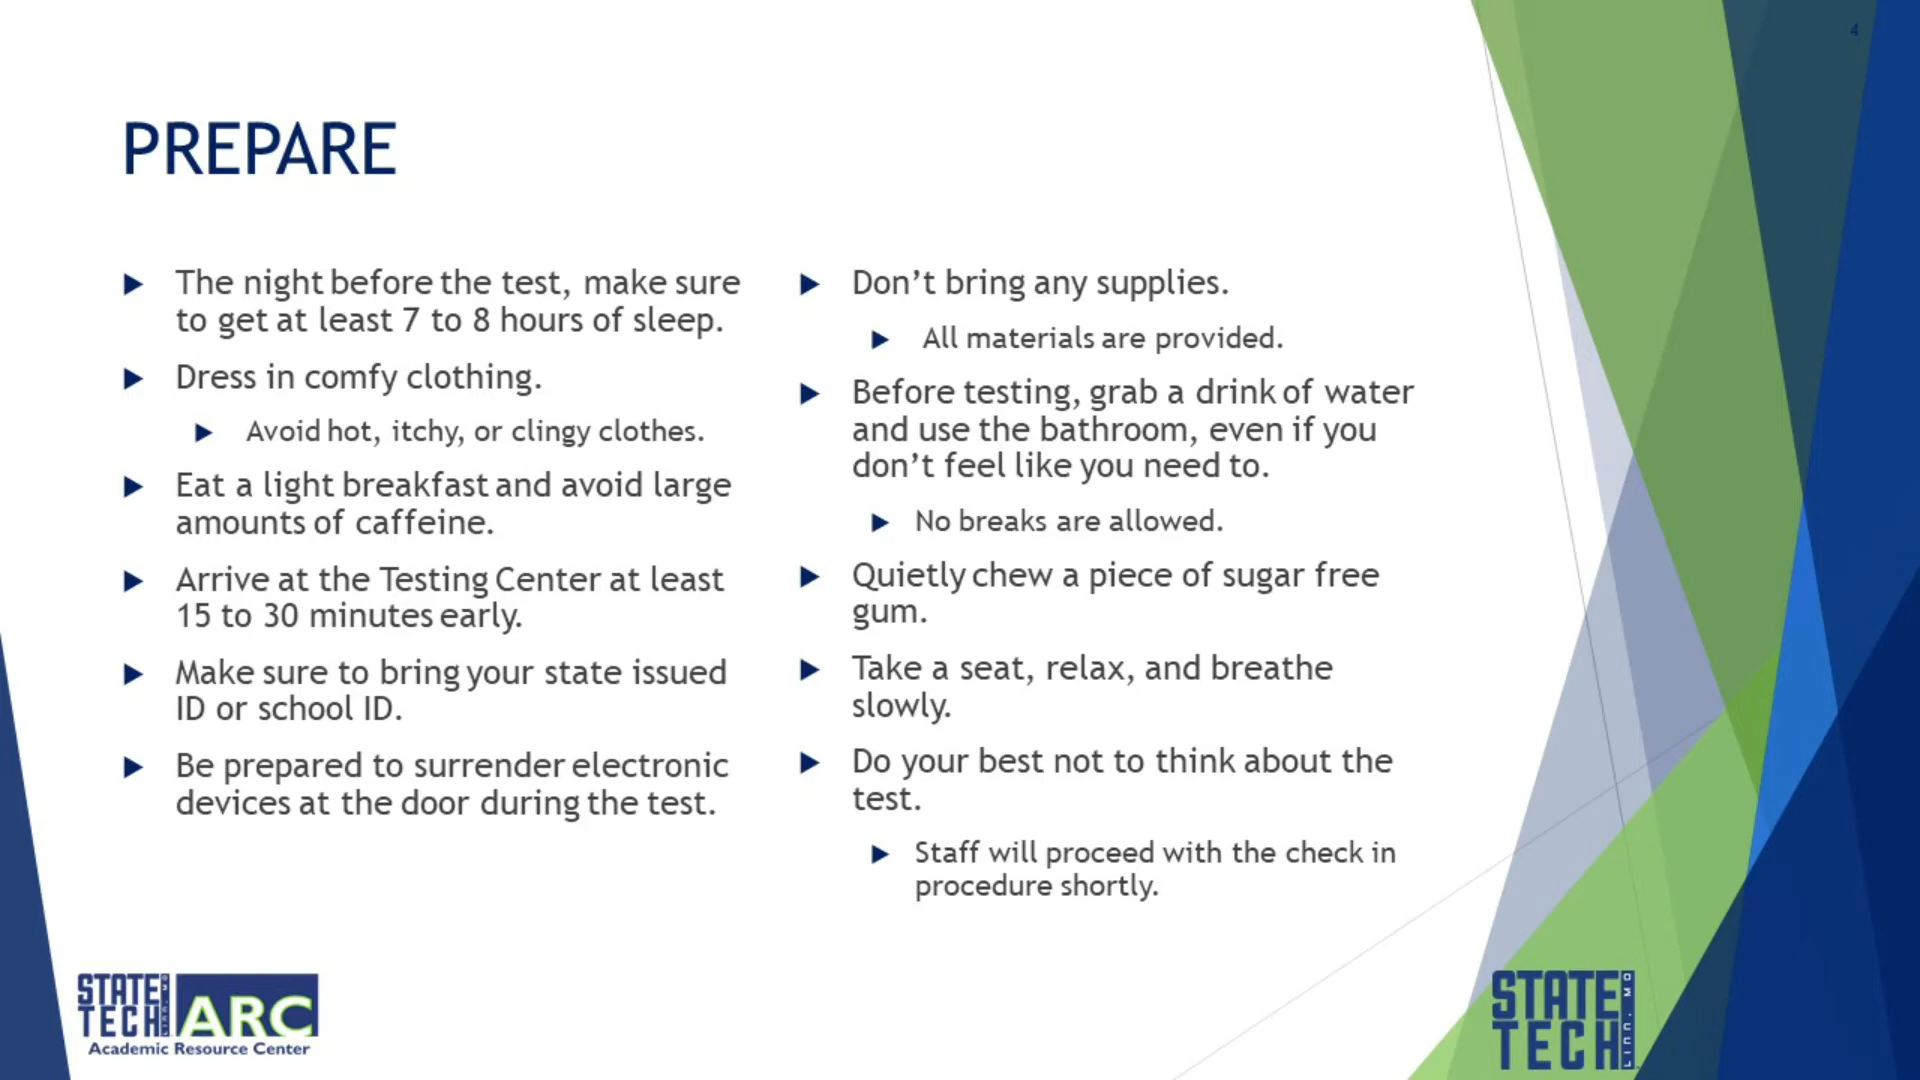 4
PREPARE
The night before the test, make sure
to get at least 7 to 8 hours of sleep.
Dress in comfy clothing.
Avoid hot, itchy, or clingy clothes.
Eat a light breakfast and avoid large
amounts of caffeine.
Arrive at the Testing Center at least
15 to 30 minutes early.
Make sure to bring your state issued
ID or school ID.
Be prepared to surrender electronic
devices at the door during the test.
Don’t bring any supplies.
All materials are provided.
Before testing, grab a drink of water
and use the bathroom, even if you
don’t feel like you need to.
No breaks are allowed.
Quietly chew a piece of sugar free
gum.
Take a seat, relax, and breathe
slowly.
Do your best not to think about the
test.
Staff will proceed with the check in
procedure shortly.
STATE
TECH
LINN, MO
ARC
Academic Resource Center
STATE
TECH
LINN, MO